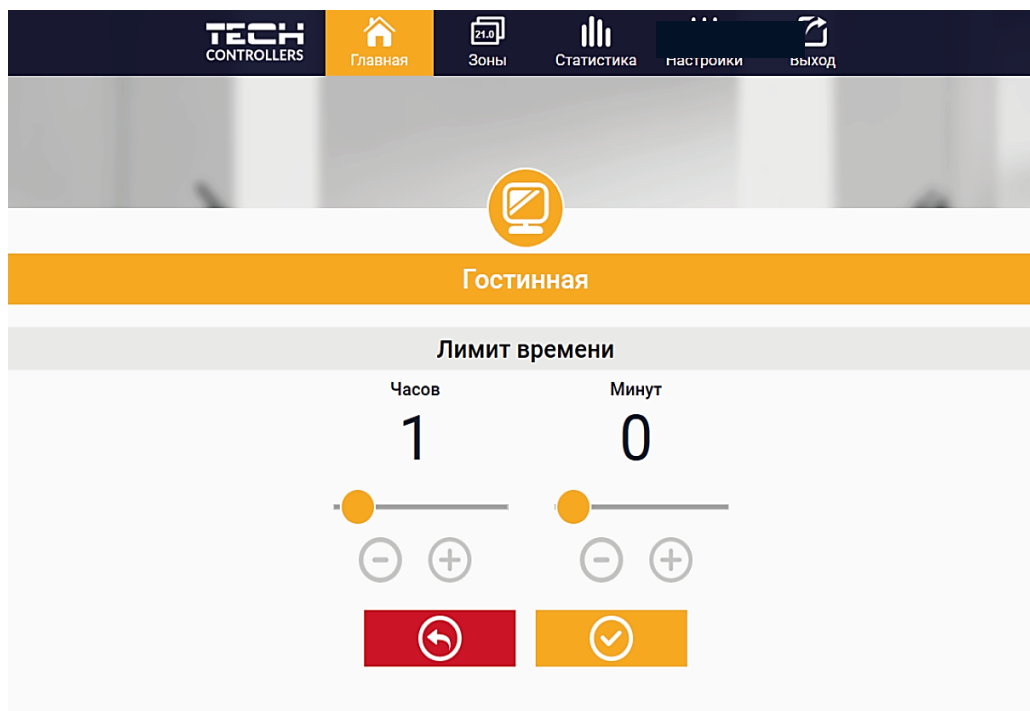 TECH
CONTROLLERS
Главная
21.0
Зоны
Статистика
Настройки
Выход
Гостинная
Лимит времени
Часов
Минут
1
0